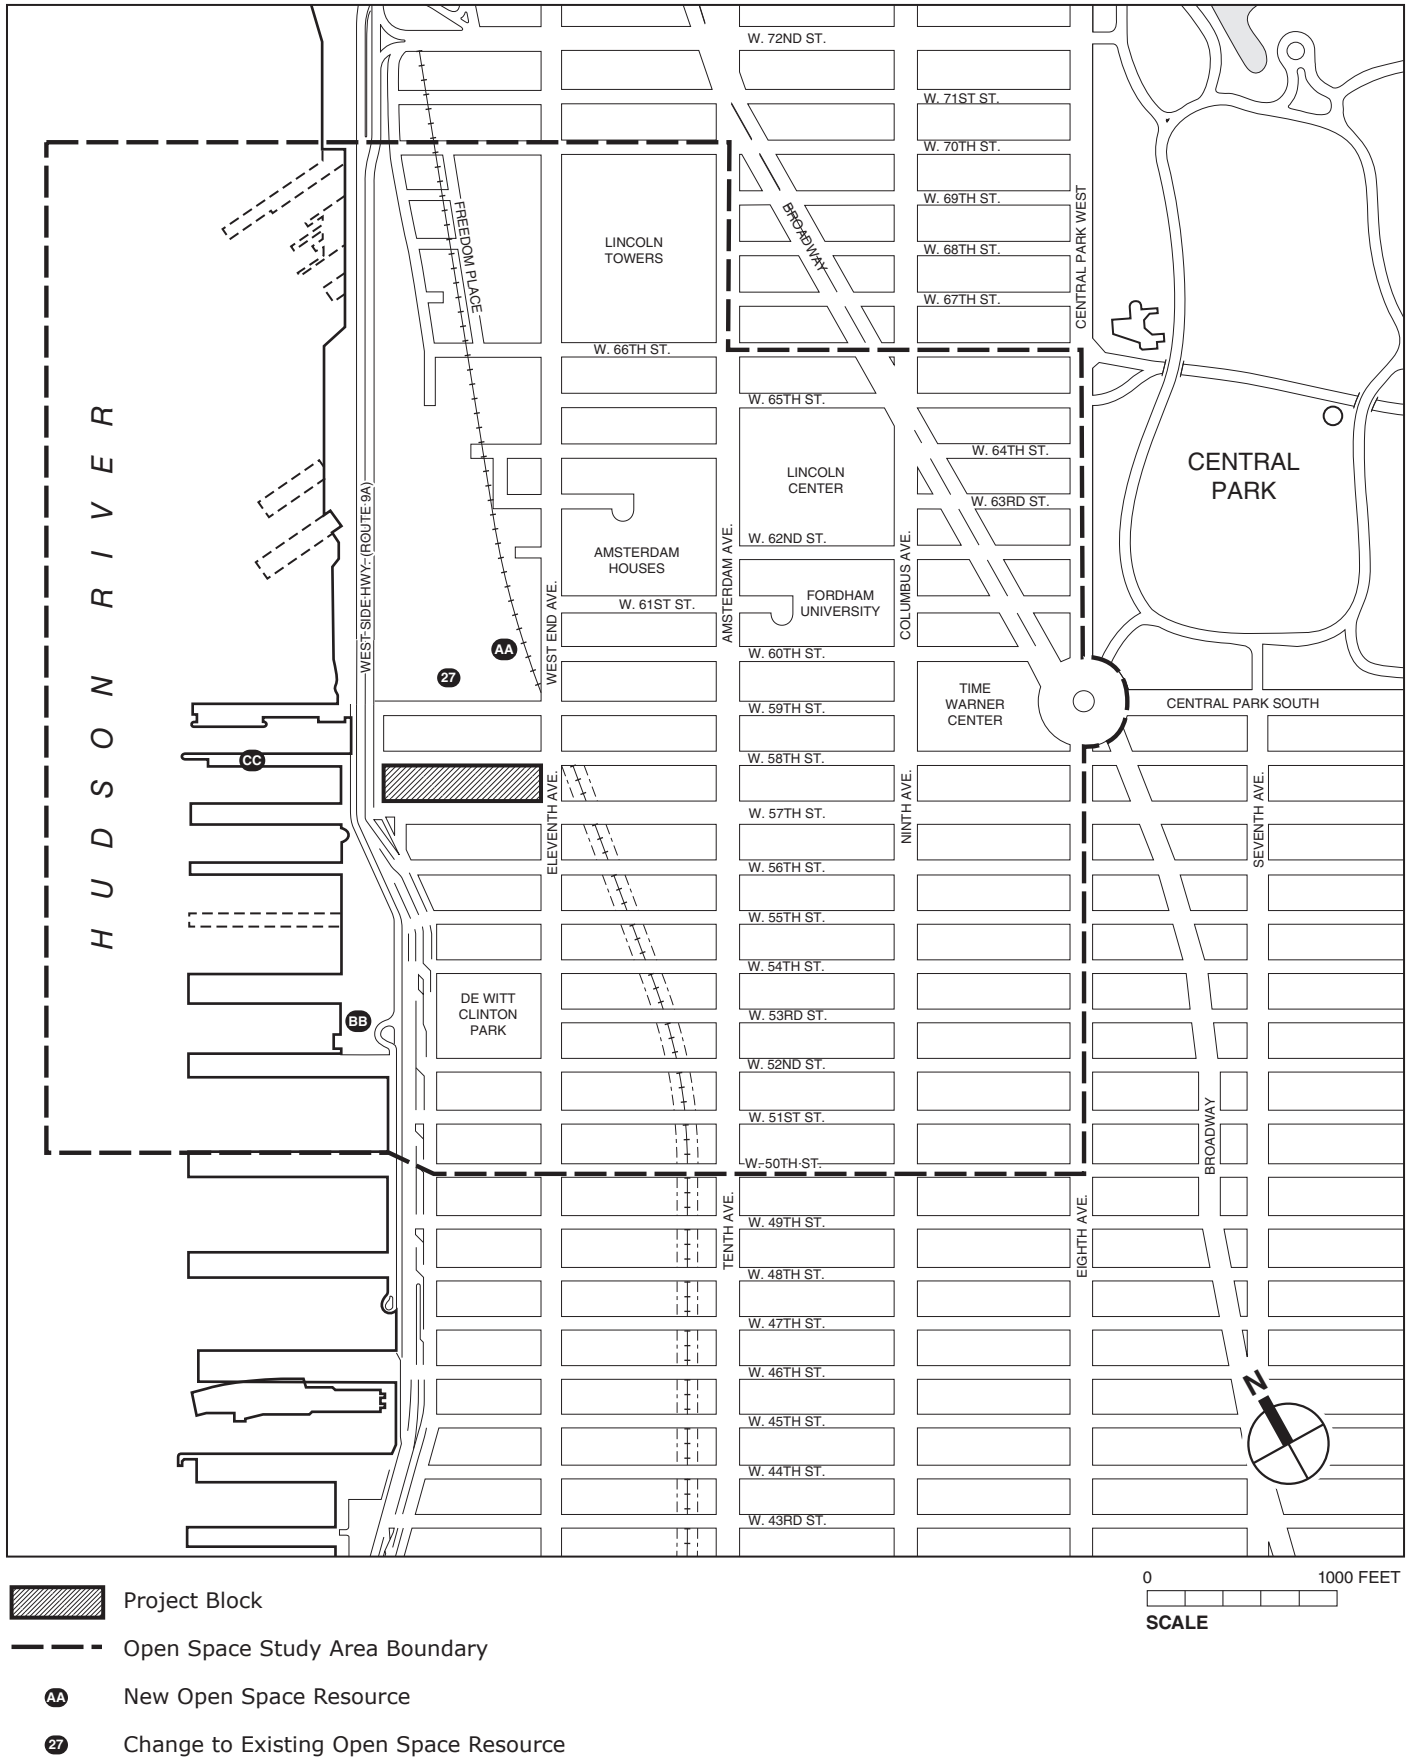 W. 72ND ST.
W. 71ST ST.
W. 70TH ST.
W. 69TH ST.
CENTRAL PARK WEST
FREEDOM PLACE
BROADWAY
LINCOLN
TOWERS
W. 68TH ST.
W. 67TH ST.
W. 66TH ST.
W. 65TH ST.
HUDSON RIVER
W. 64TH ST.
CENTRAL
PARK
LINCOLN
CENTER
W. 63RD ST.
WEST SIDE HWY. (ROUTE 9A)
W. 62ND ST.
AMSTERDAM AVE.
COLUMBUS AVE.
AMSTERDAM
HOUSES
FORDHAM
UNIVERSITY
W. 61ST ST.
WEST END AVE.
AA
W. 60TH ST.
27
TIME
WARNER
CENTER
CENTRAL PARK SOUTH
W. 59TH ST.
CC
W. 58TH ST.
ELEVENTH AVE.
NINTH AVE.
SEVENTH AVE.
W. 57TH ST.
W. 56TH ST.
W. 55TH ST.
W. 54TH ST.
DE WITT
CLINTON
PARK
BB
W. 53RD ST.
W. 52ND ST.
W. 51ST ST.
BROADWAY
W. 50TH ST.
TENTH AVE.
EIGHTH AVE.
W. 49TH ST.
W. 48TH ST.
W. 47TH ST.
W. 46TH ST.
N
W. 45TH ST.
W. 44TH ST.
W. 43RD ST.
0 1000 FEET
SCALE
Project Block
Open Space Study Area Boundary
AA New Open Space Resource
27 Change to Existing Open Space Resource